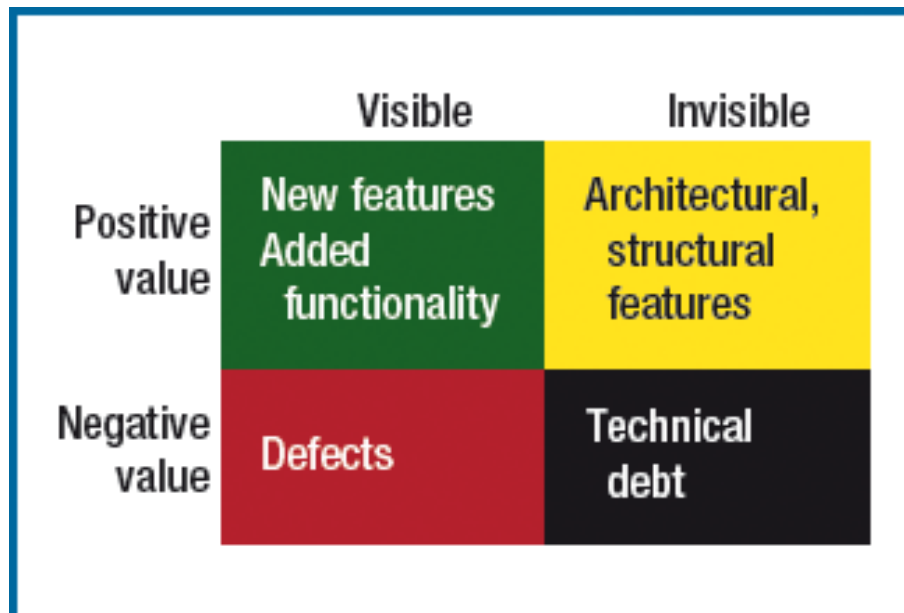 Visible
Invisible
Positive
value
New features
Added
functionality
Architectural,
structural
features
Negative
value
Defects
Technical
debt